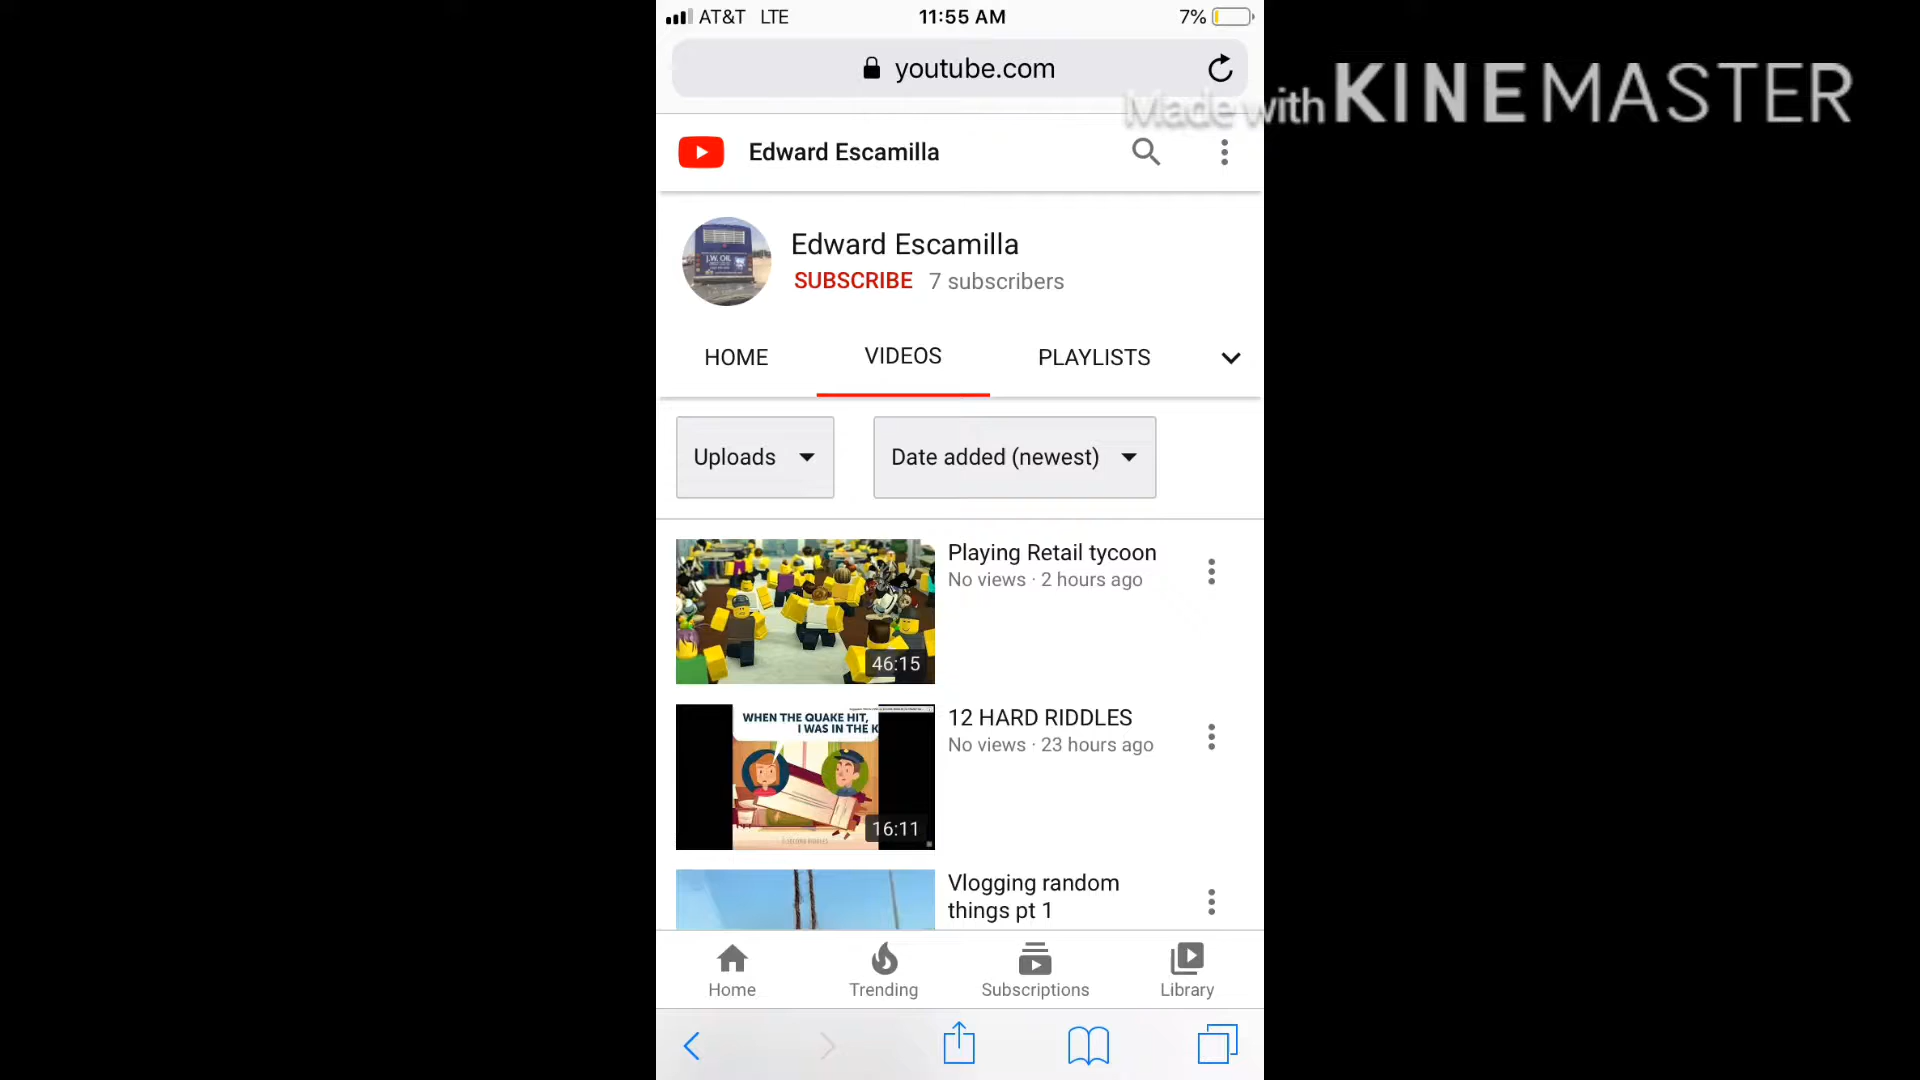 AT&T LTE 11:55 AM 7%
youtube.com
Made with KINEMASTER
Edward Escamilla
J.W. OIL
Edward Escamilla
SUBSCRIBE 7 subscribers
HOME VIDEOS PLAYLISTS
Uploads Date added (newest)
Playing Retail tycoon
No views · 2 hours ago
46:15
WHEN THE QUAKE HIT,
I WAS IN THE K
12 HARD RIDDLES
No views · 23 hours ago
16:11
Vlogging random
things pt 1
Home Trending Subscriptions Library